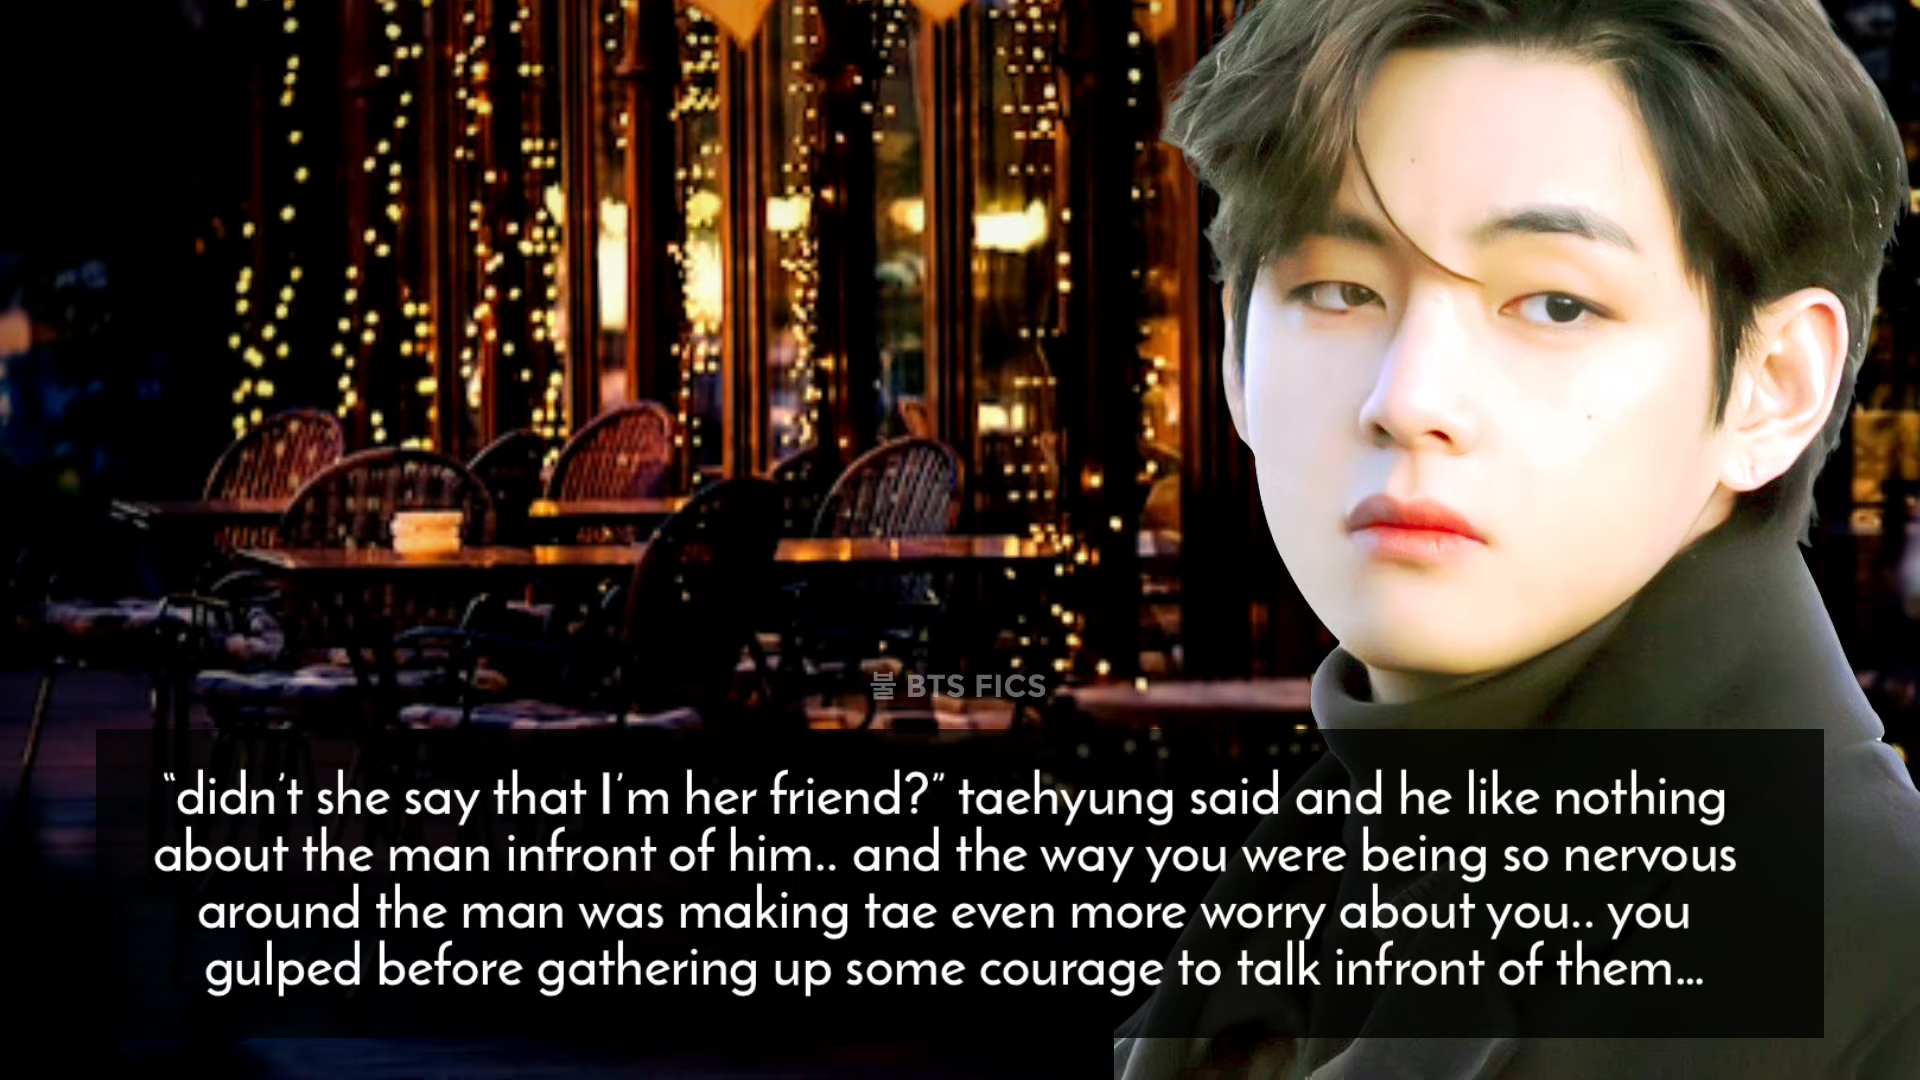 불 BTS FICS
“didn’t she say that I’m her friend?” taehyung said and he like nothing
about the man infront of him.. and the way you were being so nervous
around the man was making tae even more worry about you.. you
gulped before gathering up some courage to talk infront of them...